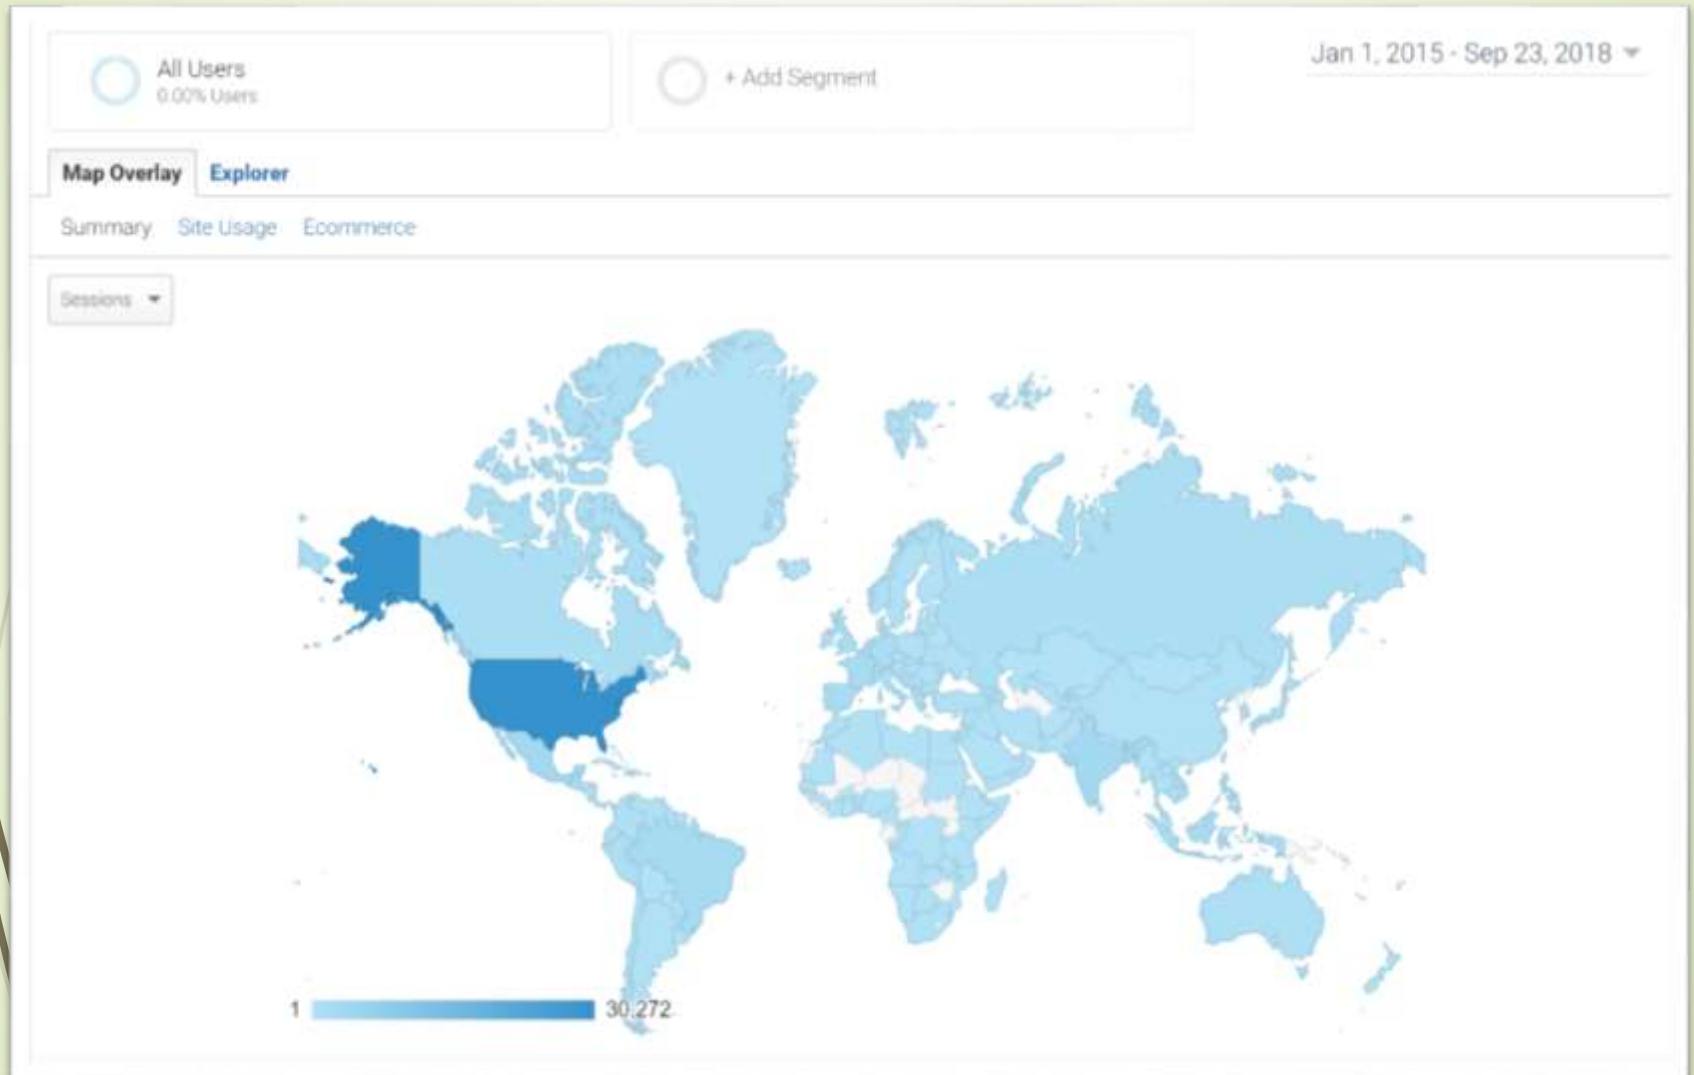 All Users
0.00% Users
+ Add Segment
Jan 1, 2015 - Sep 23, 2018
Map Overlay Explorer
Summary Site Usage Ecommerce
Sessions
1 30,272